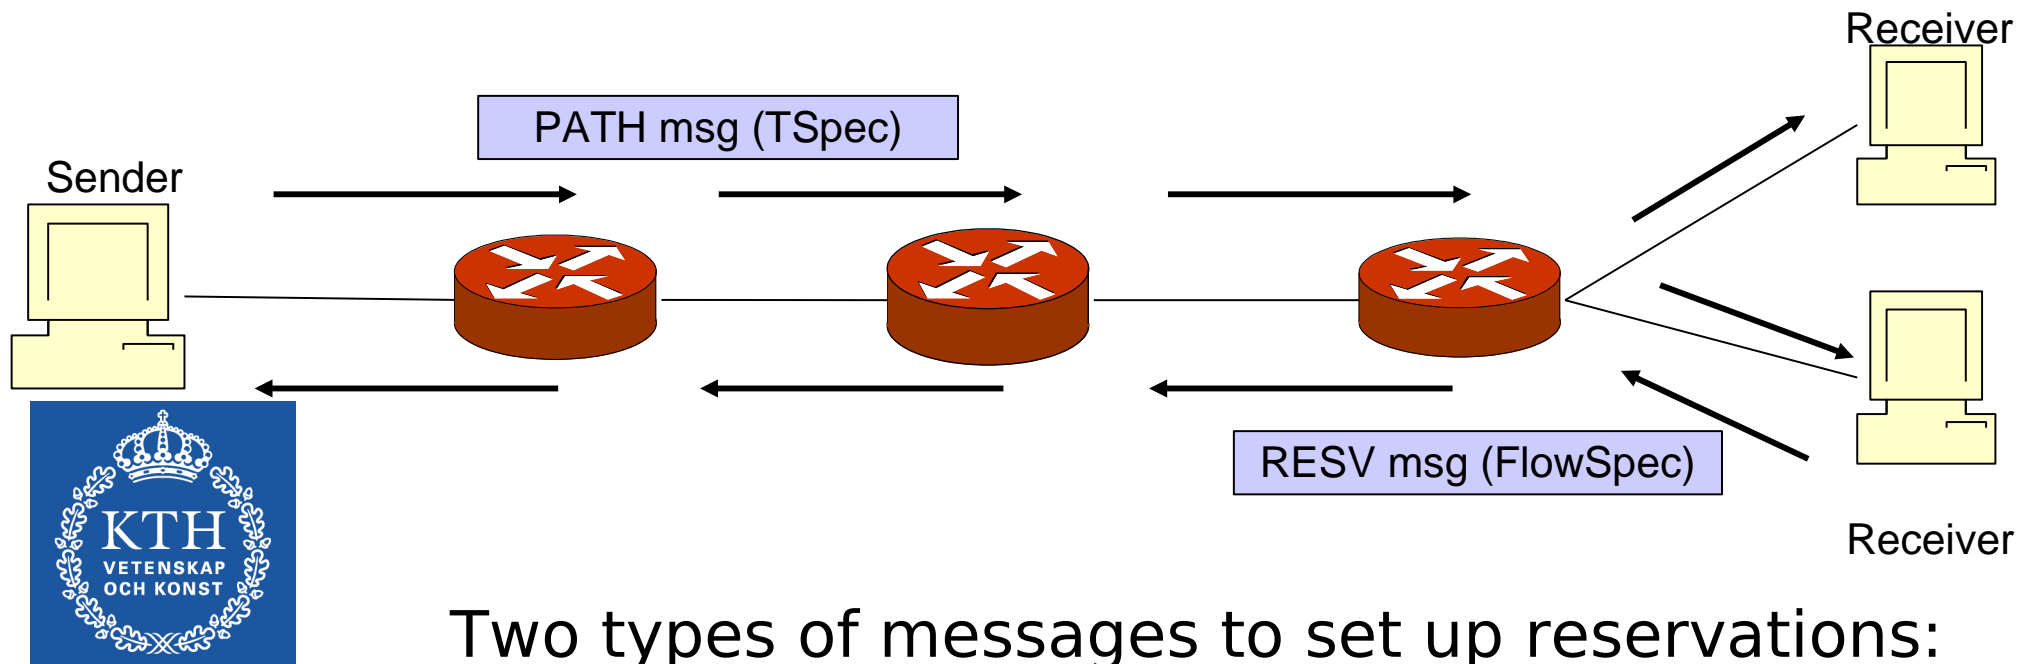 Receiver
PATH msg (TSpec)
Sender
RESV msg (FlowSpec)
Receiver
KTH
VETENSKAP
OCH KONST
Two types of messages to set up reservations: